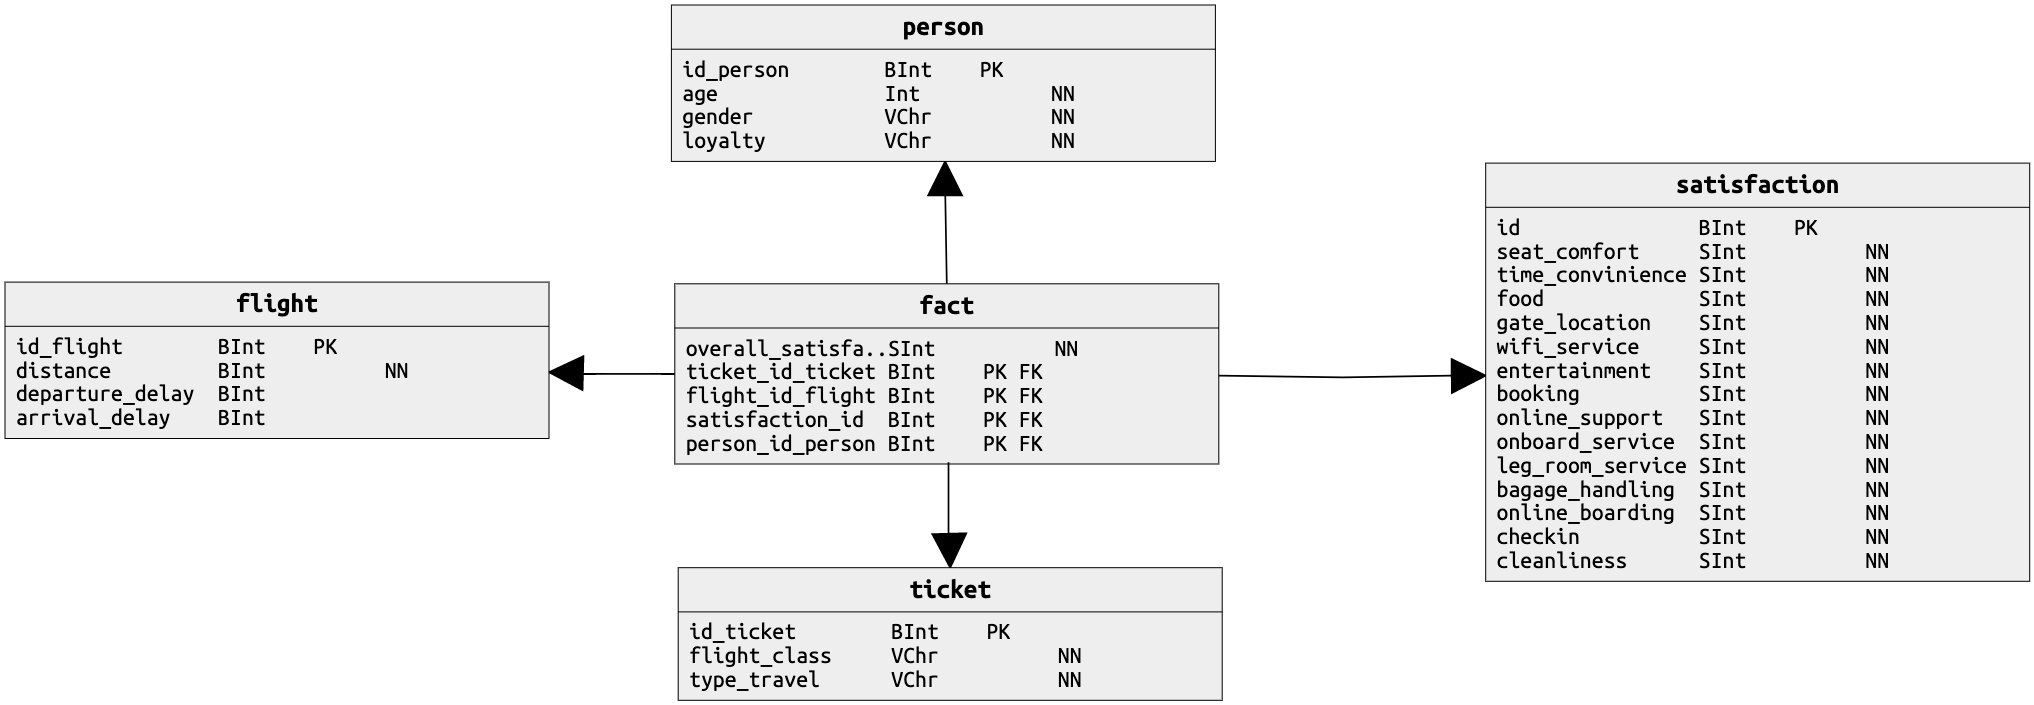 person
id_person BInt PK
age Int NN
gender VChr NN
loyalty VChr NN
flight
id_flight BInt PK
distance BInt NN
departure_delay BInt
arrival_delay BInt
fact
overall_satisfa..SInt NN
ticket_id_ticket BInt PK FK
flight_id_flight BInt PK FK
satisfaction_id BInt PK FK
person_id_person BInt PK FK
satisfaction
id BInt PK
seat_comfort SInt NN
time_convinience SInt NN
food SInt NN
gate_location SInt NN
wifi_service SInt NN
entertainment SInt NN
booking SInt NN
online_support SInt NN
onboard_service SInt NN
leg_room_service SInt NN
bagage_handling SInt NN
online_boarding SInt NN
checkin SInt NN
cleanliness SInt NN
ticket
id_ticket BInt PK
flight_class VChr NN
type_travel VChr NN